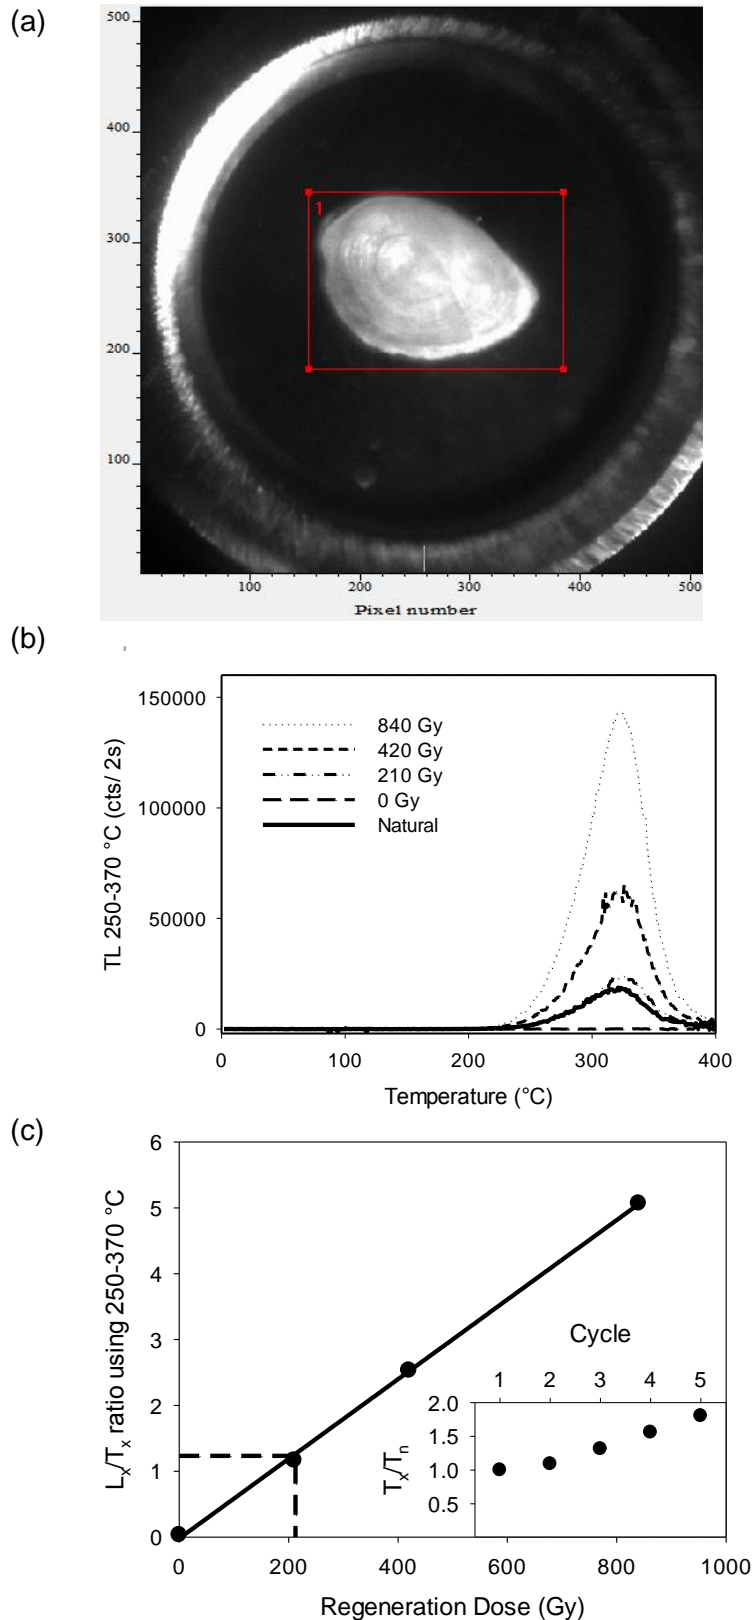 (a)
500
400
300
200
100
1
100 200 300 400 500
Pixel number
(b)
150000
100000
50000
0
TL 250-370 °C (cts/ 2s)
840 Gy
420 Gy
210 Gy
0 Gy
Natural
0 100 200 300 400
Temperature (°C)
(c)
6
5
4
3
2
1
0
Lx/Tx ratio using 250-370 °C
Cycle
1 2 3 4 5
2.0
1.5
1.0
0.5
Tx/Tn
0 200 400 600 800 1000
Regeneration Dose (Gy)